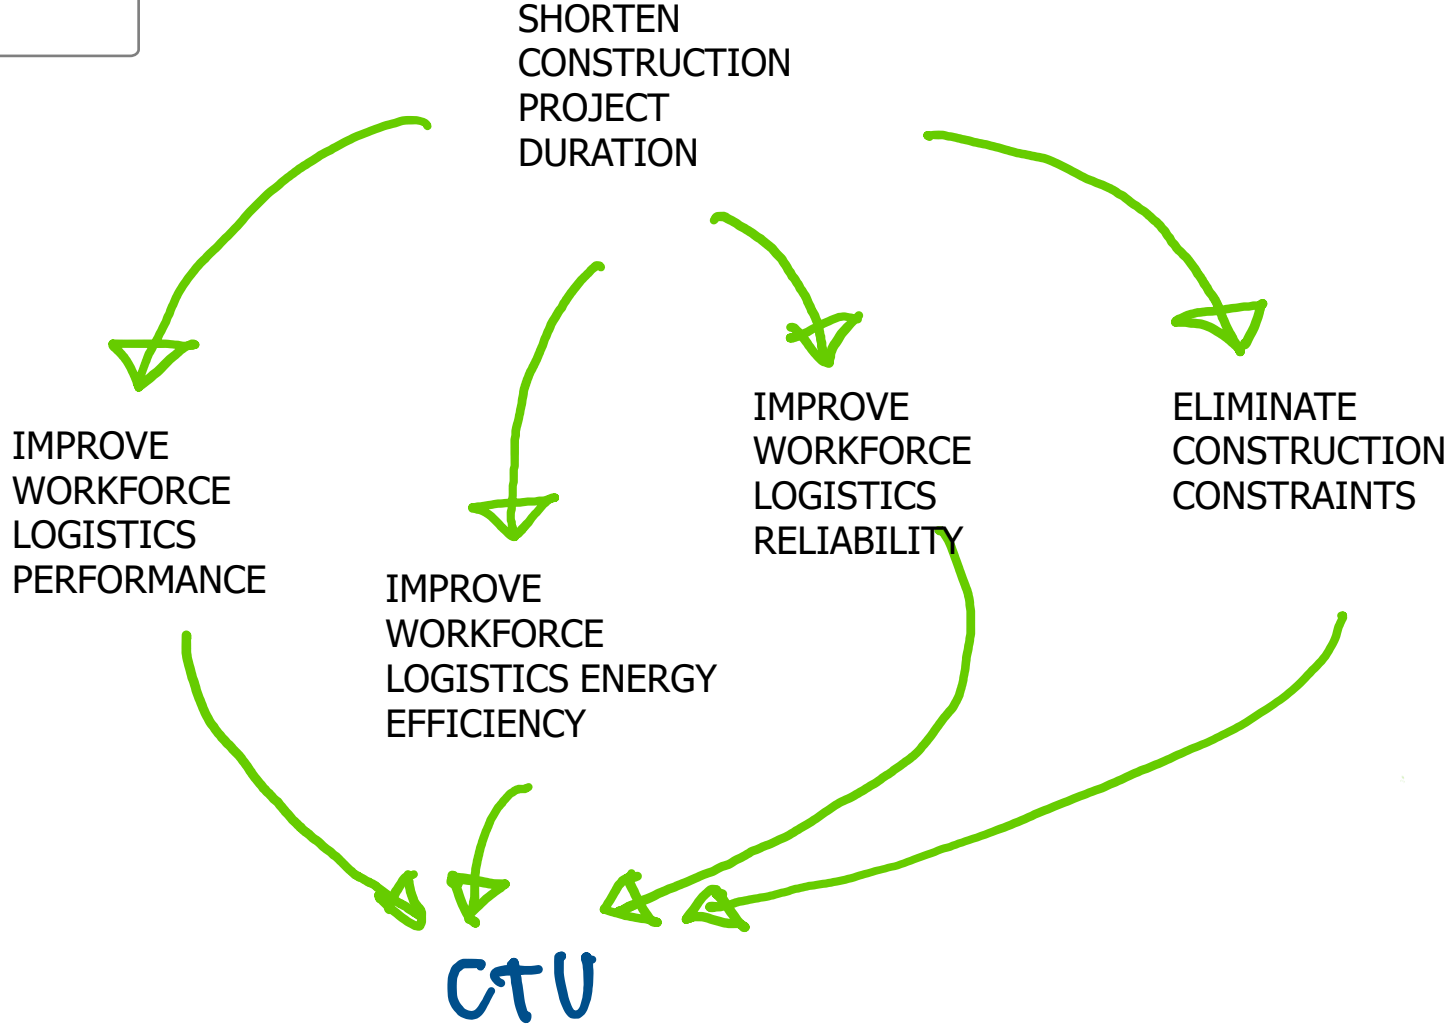 SHORTEN
CONSTRUCTION
PROJECT
DURATION
IMPROVE
WORKFORCE
LOGISTICS
PERFORMANCE
IMPROVE
WORKFORCE
LOGISTICS ENERGY
EFFICIENCY
IMPROVE
WORKFORCE
LOGISTICS
RELIABILITY
ELIMINATE
CONSTRUCTION
CONSTRAINTS
CTU